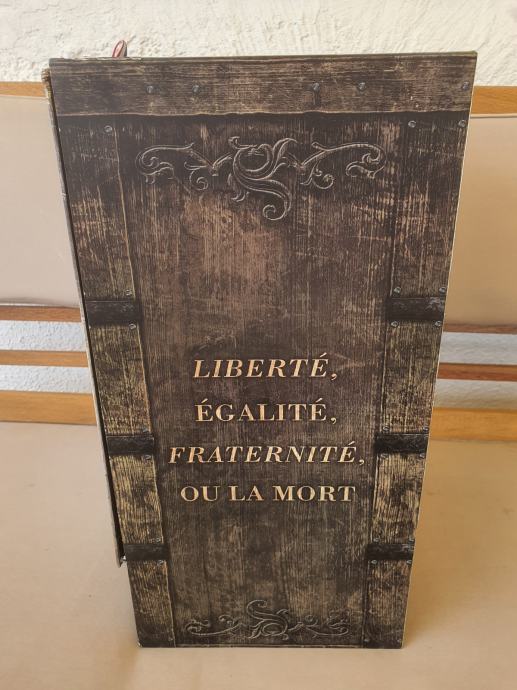 LIBERTÉ,
ÉGALITÉ,
FRATERNITÉ,
OU LA MORT